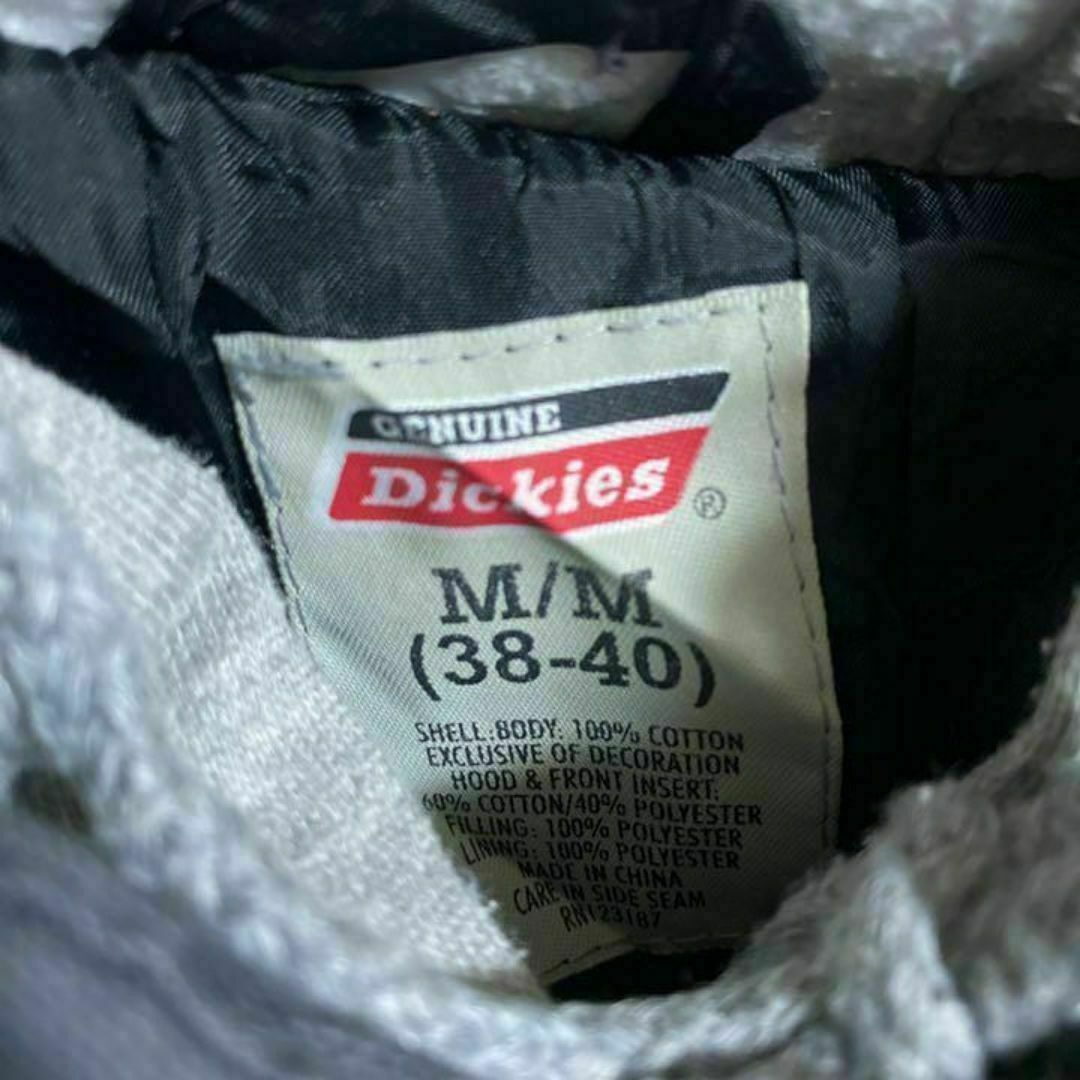 GENUINE
Dickies ®
M/M
(38-40)
SHELL:BODY: 100% COTTON
EXCLUSIVE OF DECORATION
HOOD & FRONT INSERT:
60% COTTON/40% POLYESTER
FILLING: 100% POLYESTER
LINING: 100% POLYESTER
MADE IN CHINA
CARE IN SIDE SEAM
RN123187